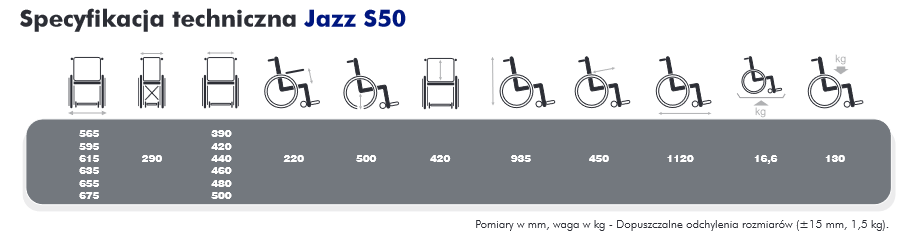 Specyfikacja techniczna Jazz S50
kg
kg
565 390
595 420
615 290 440 220 500 420 935 450 1120 16,6 130
635 460
655 480
675 500
Pomiary w mm, waga w kg - Dopuszczalne odchylenia rozmiarów (±15 mm, 1,5 kg).